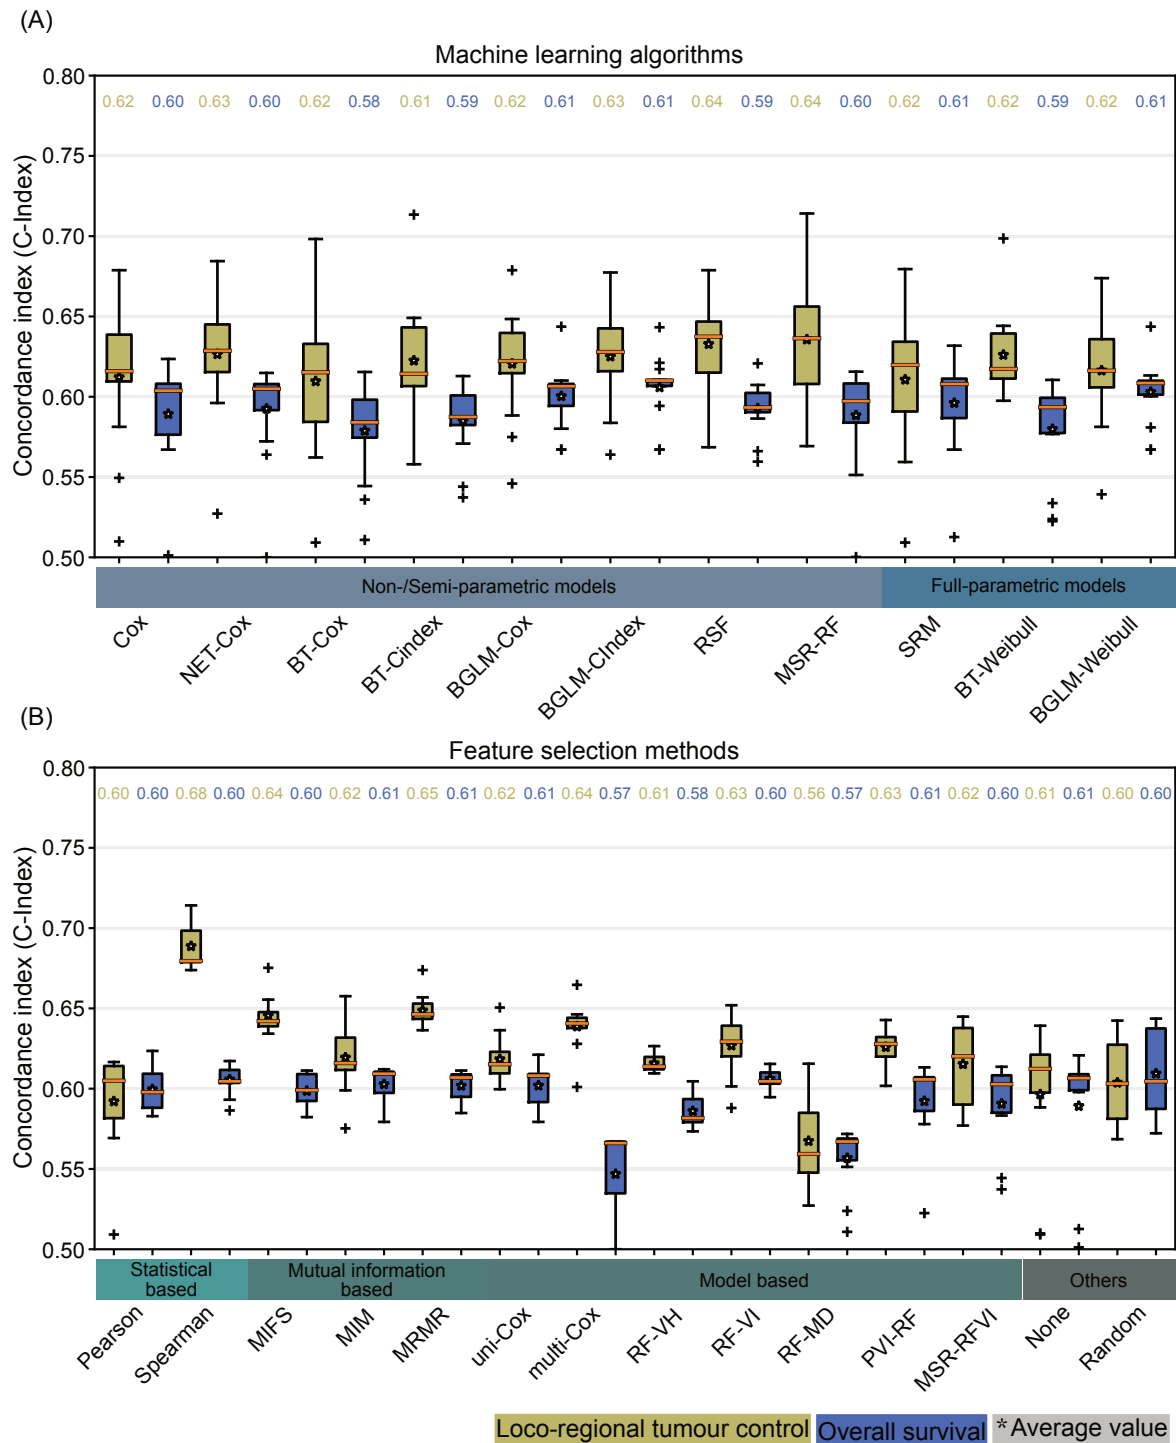 (A)
Machine learning algorithms
Concordance index (C-Index)
0.80
0.75
0.70
0.65
0.60
0.55
0.50
0.62 0.60 0.63 0.60 0.62 0.58 0.61 0.59 0.62 0.61 0.63 0.61 0.64 0.59 0.64 0.60 0.62 0.61 0.62 0.59 0.62 0.61
Non-/Semi-parametric models
Full-parametric models
Cox
NET-Cox
BT-Cox
BT-Cindex
BGLM-Cox
BGLM-CIndex
RSF
MSR-RF
SRM
BT-Weibull
BGLM-Weibull
(B)
Feature selection methods
Concordance index (C-Index)
0.80
0.75
0.70
0.65
0.60
0.55
0.50
0.60 0.60 0.68 0.60 0.64 0.60 0.62 0.61 0.65 0.61 0.62 0.61 0.64 0.57 0.61 0.58 0.63 0.60 0.56 0.57 0.63 0.61 0.62 0.60 0.61 0.61 0.60 0.60
Statistical
based
Mutual information
based
Model based
Others
Pearson
Spearman
MIFS
MIM
MRMR
uni-Cox
multi-Cox
RF-VH
RF-VI
RF-MD
PVI-RF
MSR-RFVI
None
Random
Loco-regional tumour control
Overall survival
* Average value